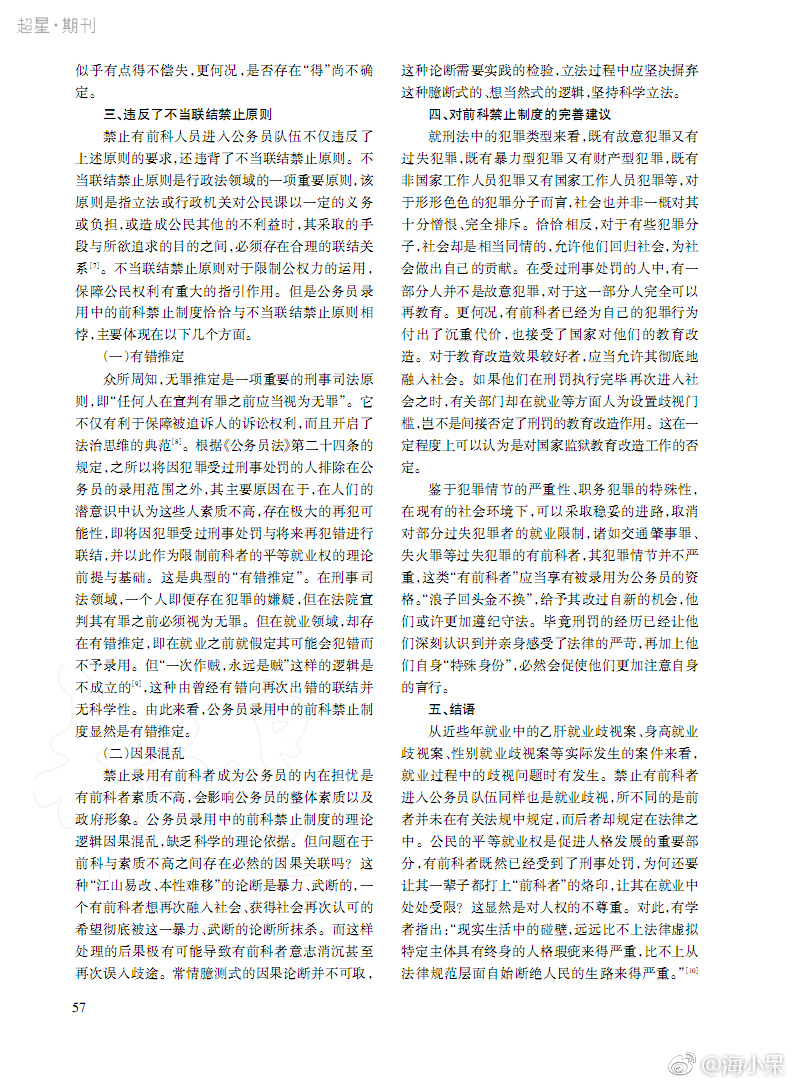 超星·期刊
似乎有点得不偿失,更何况,是否存在“得”尚不确
定。
三、违反了不当联结禁止原则
禁止有前科人员进入公务员队伍不仅违反了
上述原则的要求,还违背了不当联结禁止原则。不
当联结禁止原则是行政法领域的一项重要原则,该
原则是指立法或行政机关对公民课以一定的义务
或负担,或造成公民其他的不利益时,其采取的手
段与所欲追求的目的之间,必须存在合理的联结关
系[7]。不当联结禁止原则对于限制公权力的运用,
保障公民权利有重大的指引作用。但是公务员录
用中的前科禁止制度恰恰与不当联结禁止原则相
悖,主要体现在以下几个方面。
(一)有错推定
众所周知,无罪推定是一项重要的刑事司法原
则,即“任何人在宣判有罪之前应当视为无罪”。它
不仅有利于保障被追诉人的诉讼权利,而且开启了
法治思维的典范[8]。根据《公务员法》第二十四条的
规定,之所以将因犯罪受过刑事处罚的人排除在公
务员的录用范围之外,其主要原因在于,在人们的
潜意识中认为这些人素质不高,存在极大的再犯可
能性,即将因犯罪受过刑事处罚与将来再犯错进行
联结,并以此作为限制前科者的平等就业权的理论
前提与基础。这是典型的“有错推定”。在刑事司
法领域,一个人即便存在犯罪的嫌疑,但在法院宣
判其有罪之前必须视为无罪。但在就业领域,却存
在有错推定,即在就业之前就假定其可能会犯错而
不予录用。但“一次作贼,永远是贼”这样的逻辑是
不成立的[9],这种由曾经有错向再次出错的联结并
无科学性。由此来看,公务员录用中的前科禁止制
度显然是有错推定。
(二)因果混乱
禁止录用有前科者成为公务员的内在担忧是
有前科者素质不高,会影响公务员的整体素质以及
政府形象。公务员录用中的前科禁止制度的理论
逻辑因果混乱,缺乏科学的理论依据。但问题在于
前科与素质不高之间存在必然的因果关联吗?这
种“江山易改、本性难移”的论断是暴力、武断的,一
个有前科者想再次融入社会、获得社会再次认可的
希望彻底被这一暴力、武断的论断所抹杀。而这样
处理的后果极有可能导致有前科者意志消沉甚至
再次误入歧途。常情臆测式的因果论断并不可取,
这种论断需要实践的检验,立法过程中应坚决摒弃
这种臆断式的、想当然式的逻辑,坚持科学立法。
四、对前科禁止制度的完善建议
就刑法中的犯罪类型来看,既有故意犯罪又有
过失犯罪,既有暴力型犯罪又有财产型犯罪,既有
非国家工作人员犯罪又有国家工作人员犯罪等,对
于形形色色的犯罪分子而言,社会也并非一概对其
十分憎恨、完全排斥。恰恰相反,对于有些犯罪分
子,社会却是相当同情的,允许他们回归社会,为社
会做出自己的贡献。在受过刑事处罚的人中,有一
部分人并不是故意犯罪,对于这一部分人完全可以
再教育。更何况,有前科者已经为自己的犯罪行为
付出了沉重代价,也接受了国家对他们的教育改
造。对于教育改造效果较好者,应当允许其彻底地
融入社会。如果他们在刑罚执行完毕再次进入社
会之时,有关部门却在就业等方面人为设置歧视门
槛,岂不是间接否定了刑罚的教育改造作用。这在一
定程度上可以认为是对国家监狱教育改造工作的否
定。
鉴于犯罪情节的严重性、职务犯罪的特殊性,
在现有的社会环境下,可以采取稳妥的进路,取消
对部分过失犯罪者的就业限制,诸如交通肇事罪、
失火罪等过失犯罪的有前科者,其犯罪情节并不严
重,这类“有前科者”应当享有被录用为公务员的资
格。“浪子回头金不换”,给予其改过自新的机会,他
们或许更加遵纪守法。毕竟刑罚的经历已经让他
们深刻认识到并亲身感受了法律的严苛,再加上他
们自身“特殊身份”,必然会促使他们更加注意自身
的言行。
五、结语
从近些年就业中的乙肝就业歧视案、身高就业
歧视案、性别就业歧视案等实际发生的案件来看,
就业过程中的歧视问题时有发生。禁止有前科者
进入公务员队伍同样也是就业歧视,所不同的是前
者并未在有关法规中规定,而后者却规定在法律之
中。公民的平等就业权是促进人格发展的重要部
分,有前科者既然已经受到了刑事处罚,为何还要
让其一辈子都打上“前科者”的烙印,让其在就业中
处处受限?这显然是对人权的不尊重。对此,有学
者指出:“现实生活中的碰壁,远远比不上法律虚拟
特定主体具有终身的人格瑕疵来得严重,比不上从
法律规范层面自始断绝人民的生路来得严重。”[10]
57
@海小呆